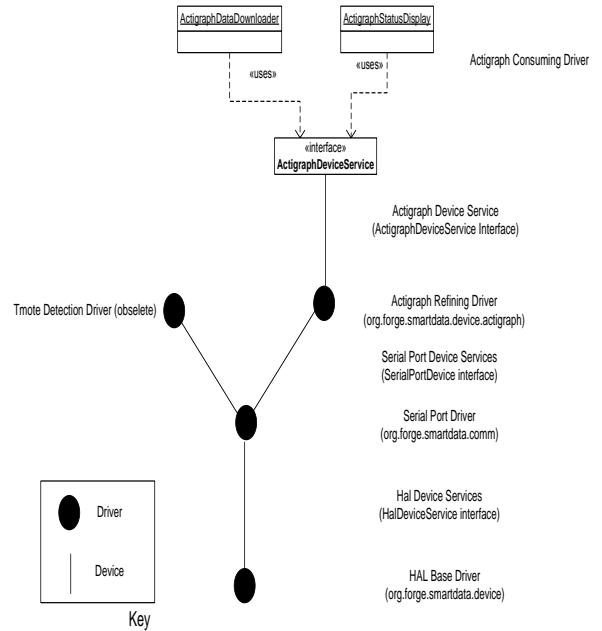 ActigraphDataDownloader
ActigraphStatusDisplay
«uses»
«uses»
Actigraph Consuming Driver
«interface»
ActigraphDeviceService
Actigraph Device Service
(ActigraphDeviceService Interface)
Tmote Detection Driver (obselete)
Actigraph Refining Driver
(org.forge.smartdata.device.actigraph)
Serial Port Device Services
(SerialPortDevice interface)
Serial Port Driver
(org.forge.smartdata.comm)
Hal Device Services
(HalDeviceService interface)
HAL Base Driver
(org.forge.smartdata.device)
Driver
Device
Key